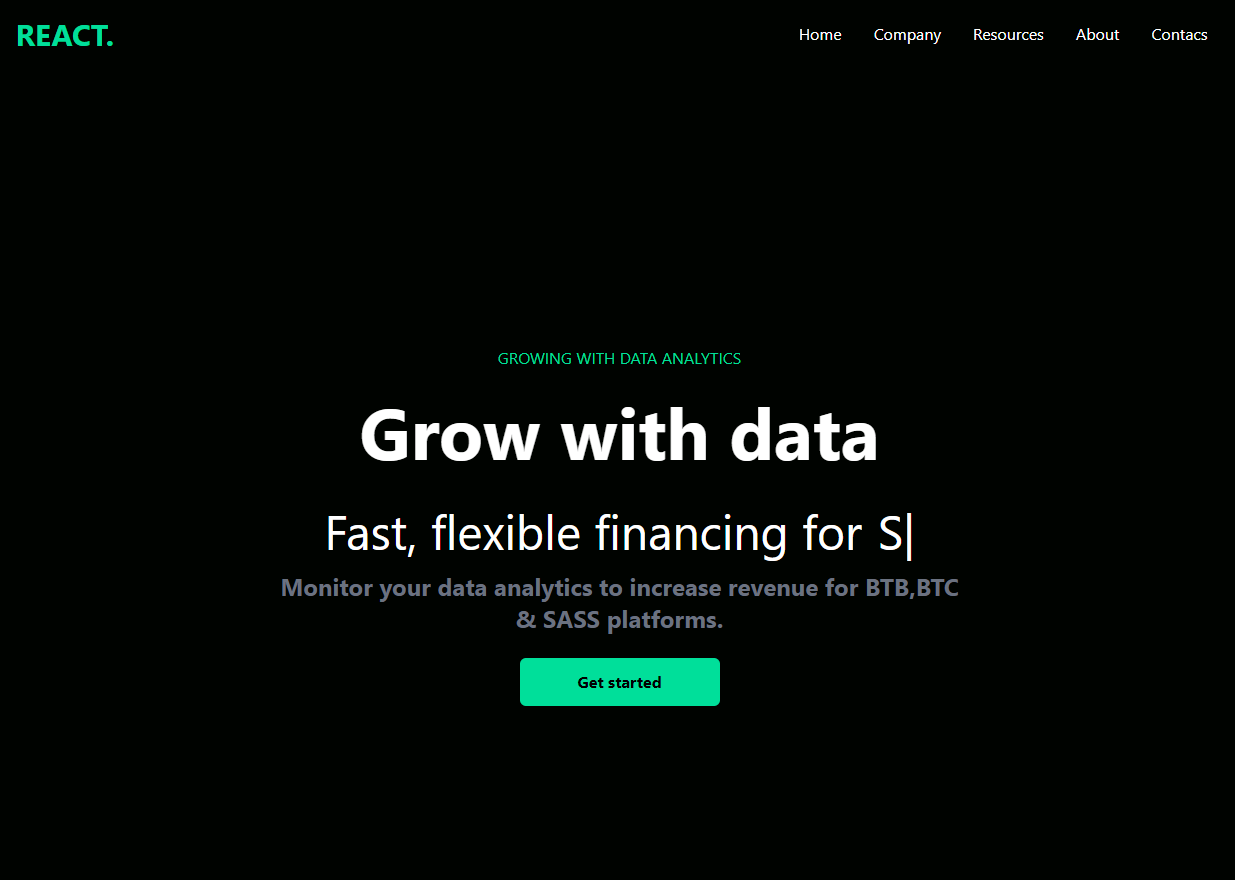 REACT.
Home Company Resources About Contacs
GROWING WITH DATA ANALYTICS
Grow with data
Fast, flexible financing for S|
Monitor your data analytics to increase revenue for BTB,BTC
& SASS platforms.
Get started